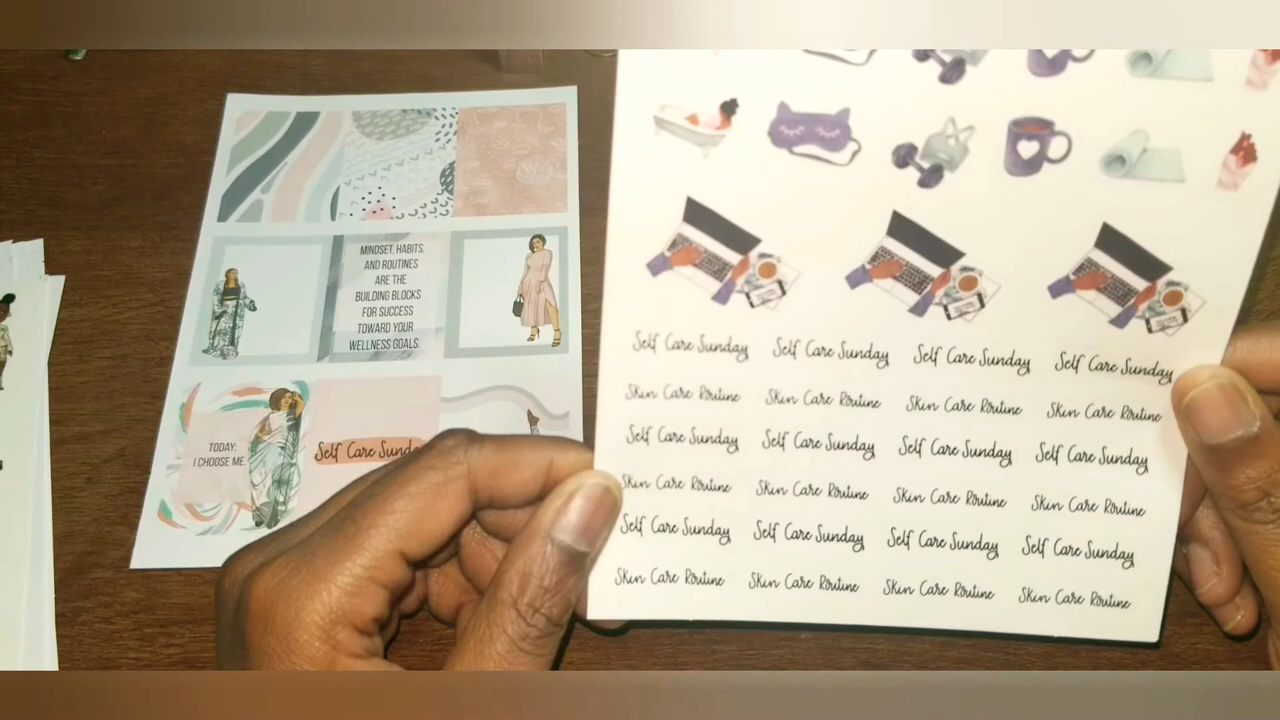 MINDSET, HABITS,
AND ROUTINES
ARE THE
BUILDING BLOCKS
FOR SUCCESS
TOWARD YOUR
WELLNESS GOALS.
TODAY:
I CHOOSE ME.
Self Care Sunda
Self Care Sunday Self Care Sunday Self Care Sunday Self Care Sunday
Skin Care Routine Skin Care Routine Skin Care Routine Skin Care Routine
Self Care Sunday Self Care Sunday Self Care Sunday Self Care Sunday
Skin Care Routine Skin Care Routine Skin Care Routine Skin Care Routine
Self Care Sunday Self Care Sunday Self Care Sunday Self Care Sunday
Skin Care Routine Skin Care Routine Skin Care Routine Skin Care Routine